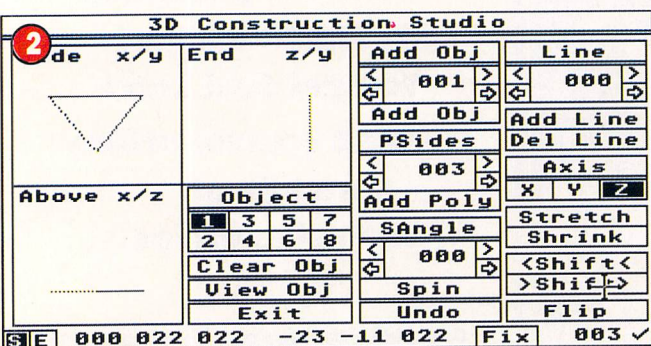 3D Construction Studio
2
de x/y
End z/y
Above x/z
Add Obj
< 001 >
Add Obj
PSides
< 003 >
Add Poly
SAngle
< 000 >
Spin
Undo
Line
< 000 >
Add Line
Del Line
Axis
X Y Z
Stretch
Shrink
<Shift<
>Shift>
Flip
Object
1 3 5 7
2 4 6 8
Clear Obj
View Obj
Exit
S E 000 022 022 -23 -11 022 Fix 003 ✓